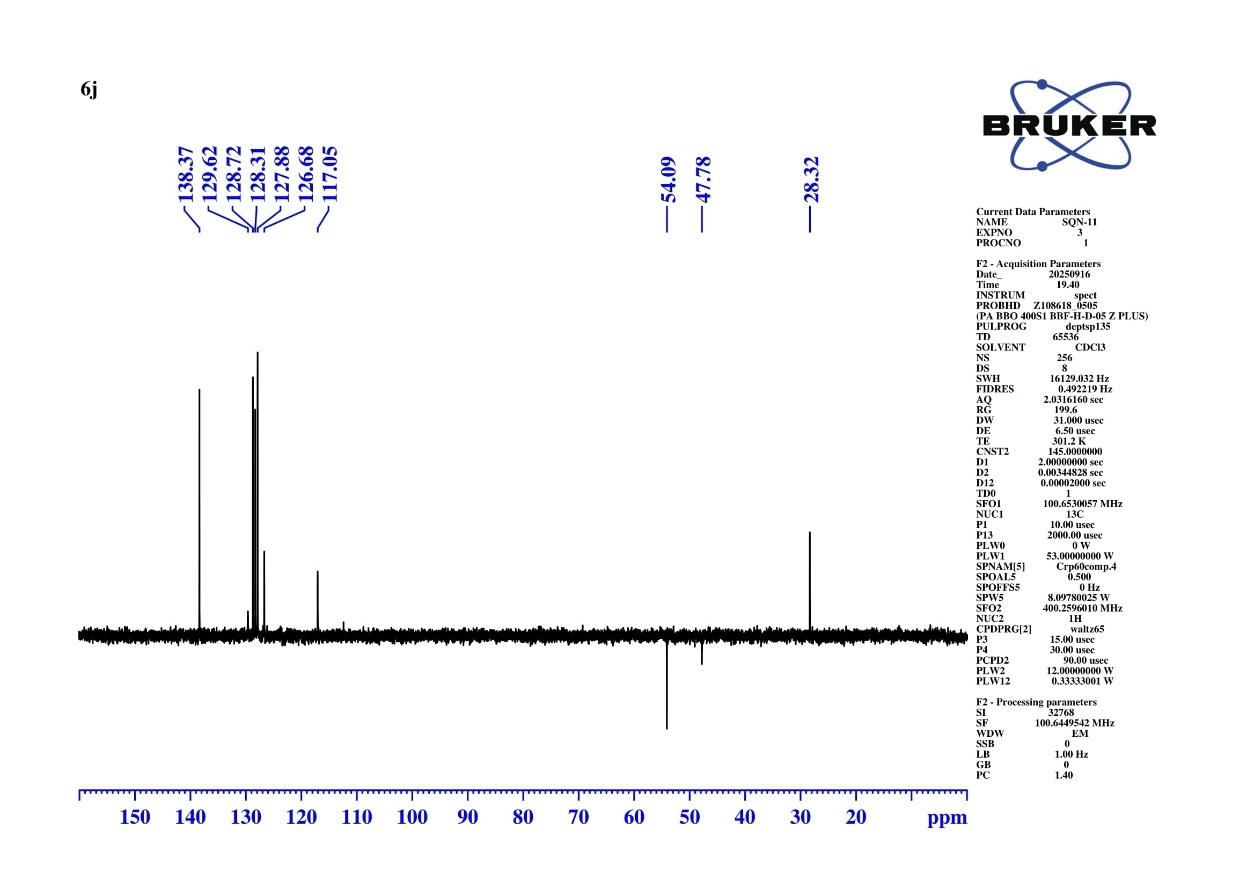 6j
BRUKER
138.37
129.62
128.72
128.31
127.88
126.68
117.05
54.09
47.78
28.32
Current Data Parameters
NAME SQN-11
EXPNO 3
PROCNO 1
F2 - Acquisition Parameters
Date_ 20250916
Time 19.40
INSTRUM spect
PROBHD Z108618_0505
(PA BBO 400S1 BBF-H-D-05 Z PLUS)
PULPROG deptsp135
TD 65536
SOLVENT CDCl3
NS 256
DS 8
SWH 16129.032 Hz
FIDRES 0.492219 Hz
AQ 2.0316160 sec
RG 199.6
DW 31.000 usec
DE 6.50 usec
TE 301.2 K
CNST2 145.0000000
D1 2.00000000 sec
D2 0.00344828 sec
D12 0.00002000 sec
TD0 1
SFO1 100.6530057 MHz
NUC1 13C
P1 10.00 usec
P13 2000.00 usec
PLW0 0 W
PLW1 53.00000000 W
SPNAM[5] Crp60comp.4
SPOAL5 0.500
SPOFFS5 0 Hz
SPW5 8.09780025 W
SFO2 400.2596010 MHz
NUC2 1H
CPDPRG[2] waltz65
P3 15.00 usec
P4 30.00 usec
PCPD2 90.00 usec
PLW2 12.00000000 W
PLW12 0.33333001 W
F2 - Processing parameters
SI 32768
SF 100.6449542 MHz
WDW EM
SSB 0
LB 1.00 Hz
GB 0
PC 1.40
150 140 130 120 110 100 90 80 70 60 50 40 30 20 ppm